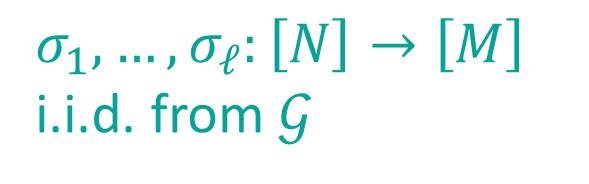 σ₁, …, σ_ℓ: [N] → [M]
i.i.d. from 𝒢